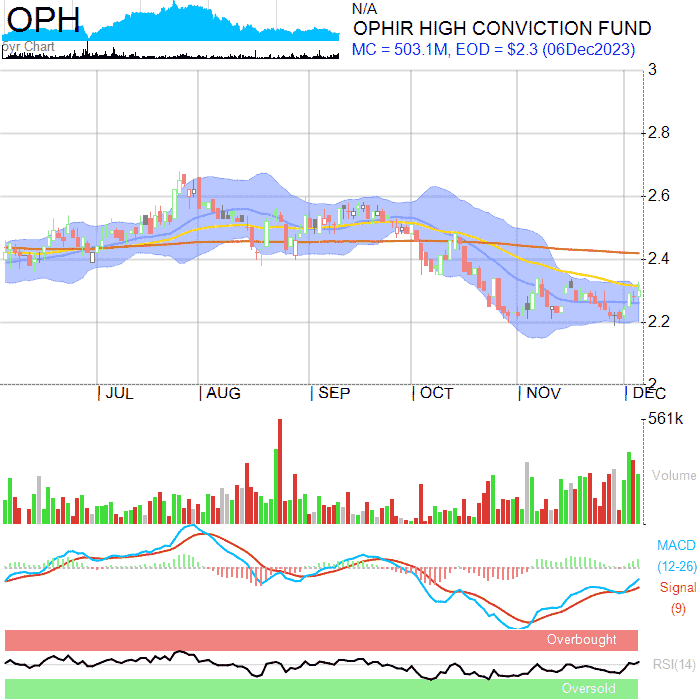 OPH
N/A
OPHIR HIGH CONVICTION FUND
MC = 503.1M, EOD = $2.3 (06Dec2023)
yr Chart
3
2.8
2.6
2.4
2.2
2
JUL AUG SEP OCT NOV DEC
561k
Volume
MACD
(12-26)
Signal
(9)
Overbought
RSI(14)
Oversold